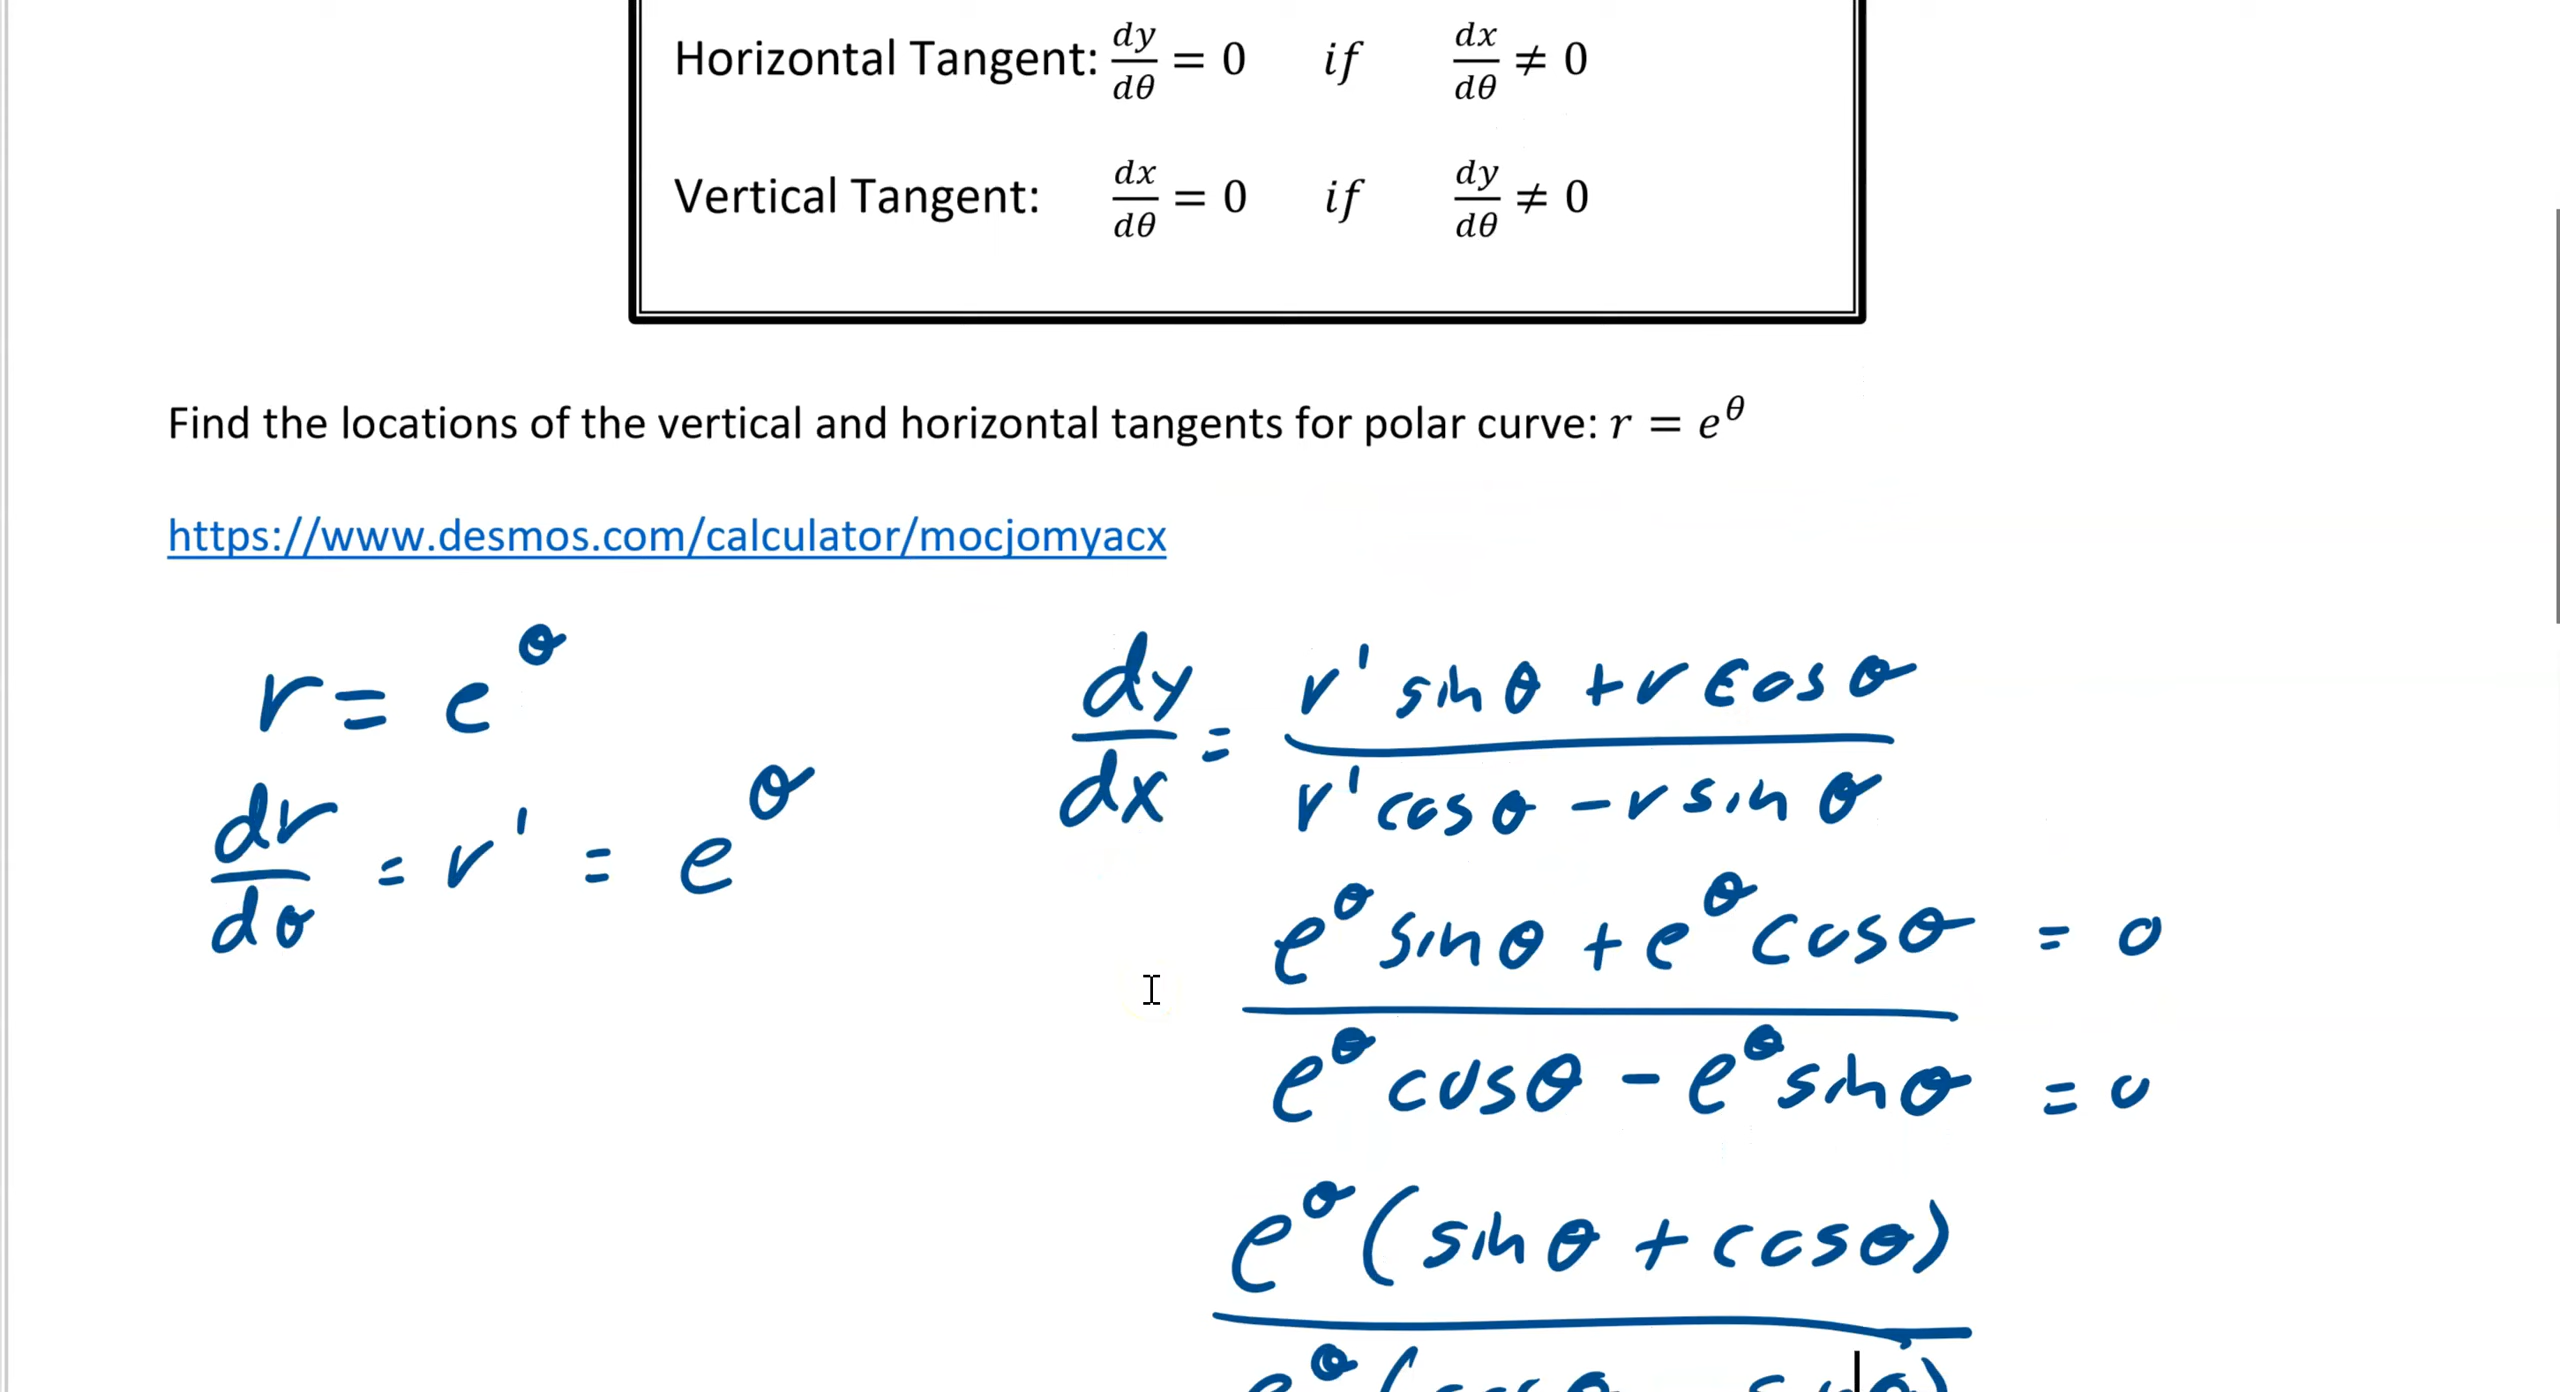 Horizontal Tangent: dy/dθ = 0 if dx/dθ ≠ 0
Vertical Tangent: dx/dθ = 0 if dy/dθ ≠ 0
Find the locations of the vertical and horizontal tangents for polar curve: r = e^θ
https://www.desmos.com/calculator/mocjomyacx
r = e^θ
dr/dθ = r' = e^θ
dy/dx = (r' sin θ + r cos θ)/(r' cos θ − r sin θ)
e^θ sin θ + e^θ cos θ = 0
e^θ cos θ − e^θ sin θ = 0
e^θ (sin θ + cos θ)